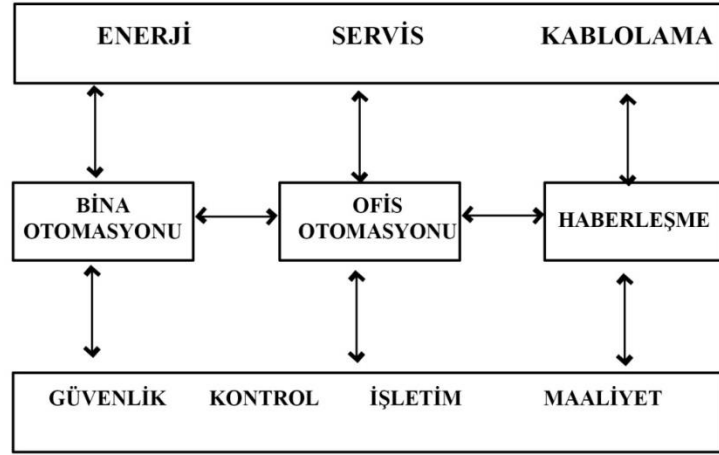 ENERJİ SERVİS KABLOLAMA
BİNA
OTOMASYONU
OFİS
OTOMASYONU
HABERLEŞME
GÜVENLİK KONTROL İŞLETİM MAALİYET